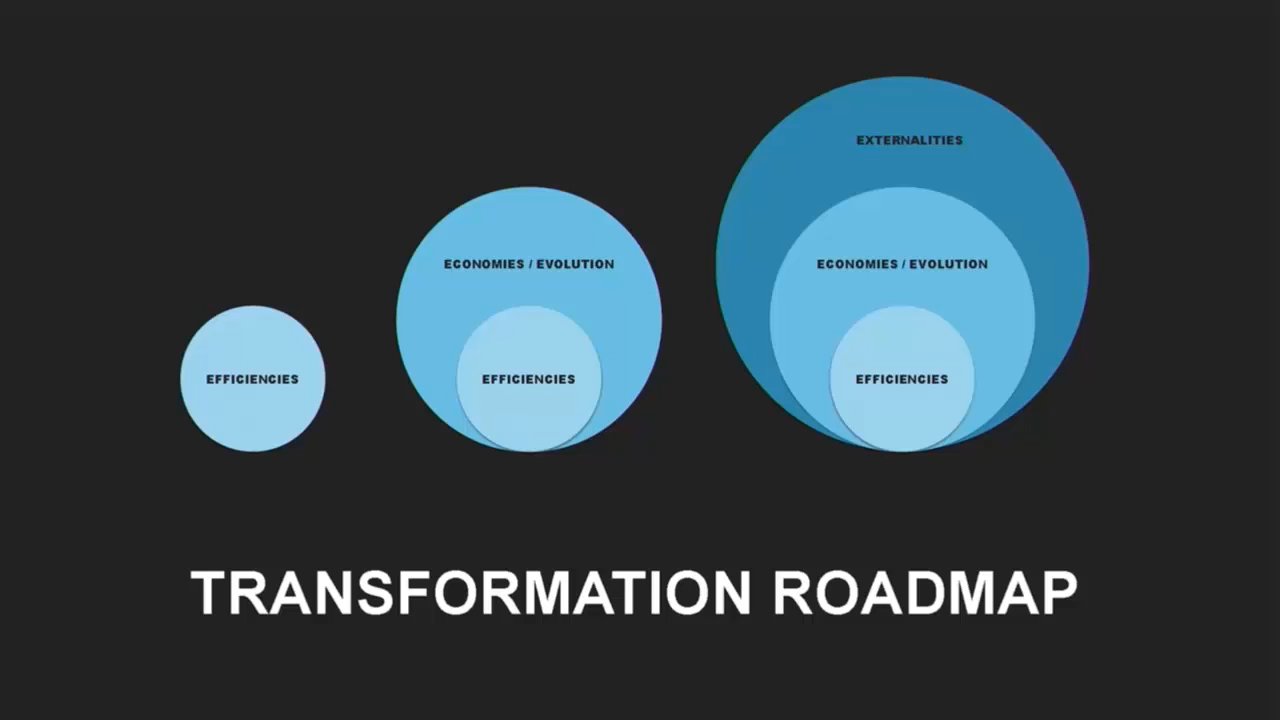 EXTERNALITIES
ECONOMIES / EVOLUTION
ECONOMIES / EVOLUTION
EFFICIENCIES
EFFICIENCIES
EFFICIENCIES
TRANSFORMATION ROADMAP